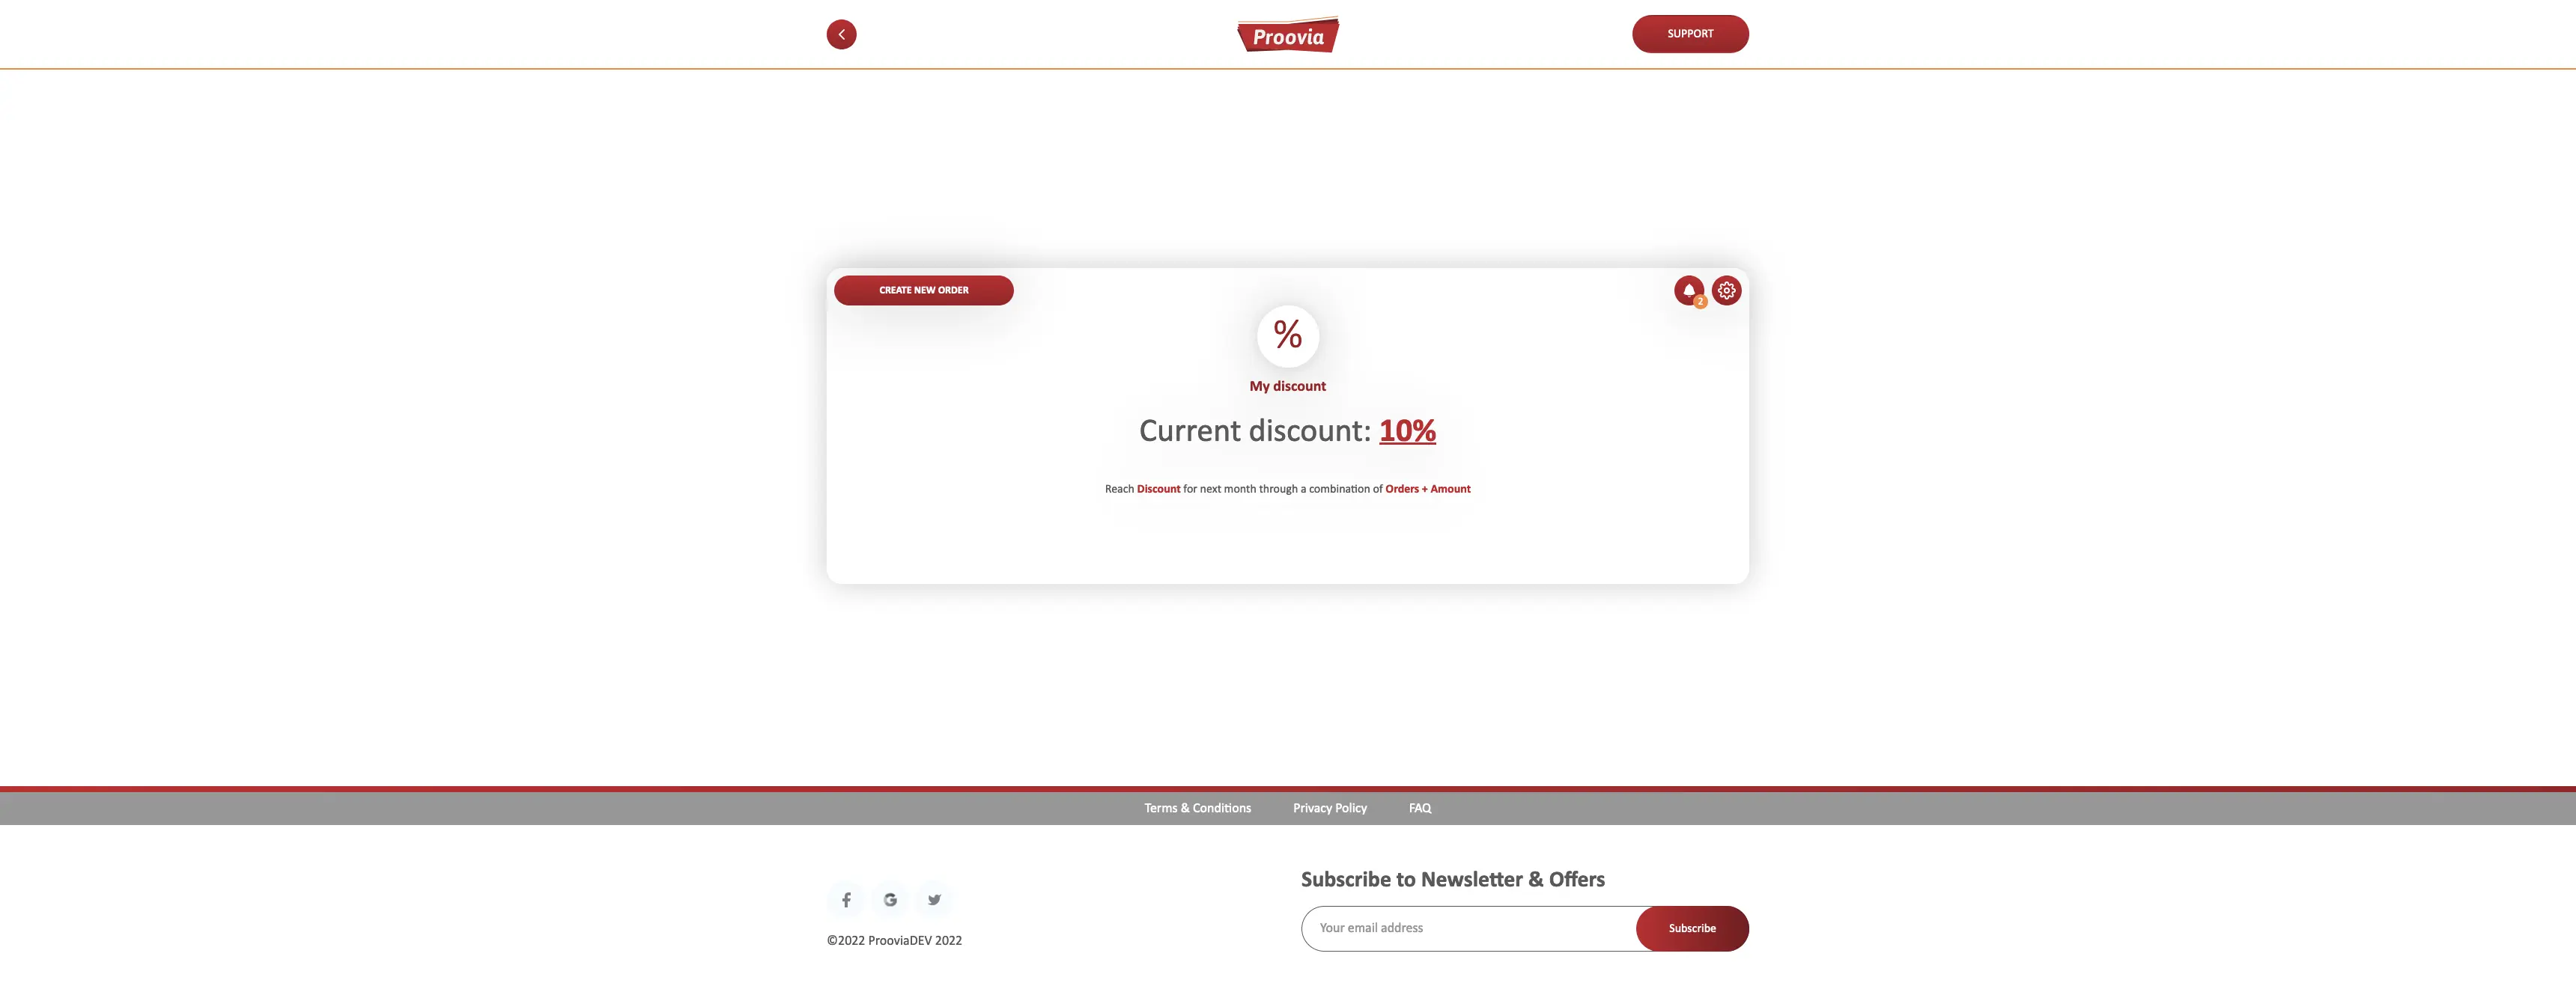 Proovia
SUPPORT
CREATE NEW ORDER
2
%
My discount
Current discount: 10%
Reach Discount for next month through a combination of Orders + Amount
Terms & Conditions Privacy Policy FAQ
Subscribe to Newsletter & Offers
Your email address Subscribe
©2022 ProoviaDEV 2022